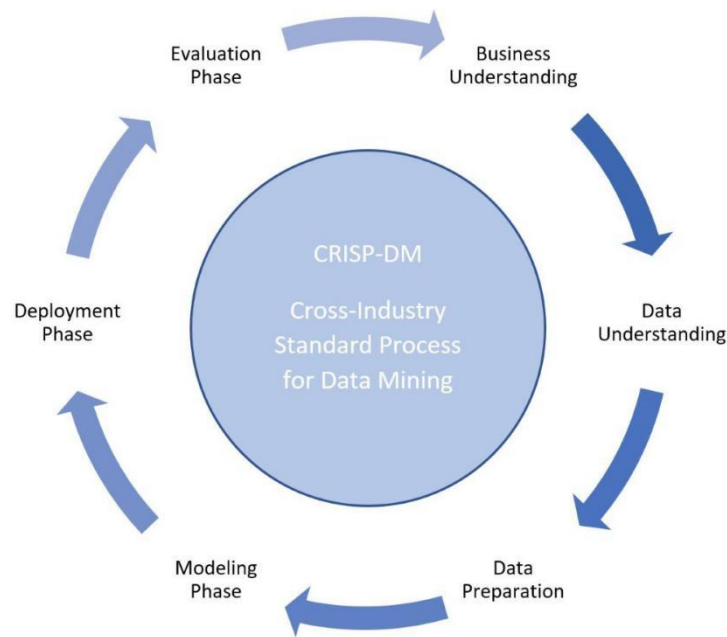 Evaluation
Phase
Business
Understanding
CRISP-DM
Cross-Industry
Standard Process
for Data Mining
Deployment
Phase
Data
Understanding
Modeling
Phase
Data
Preparation